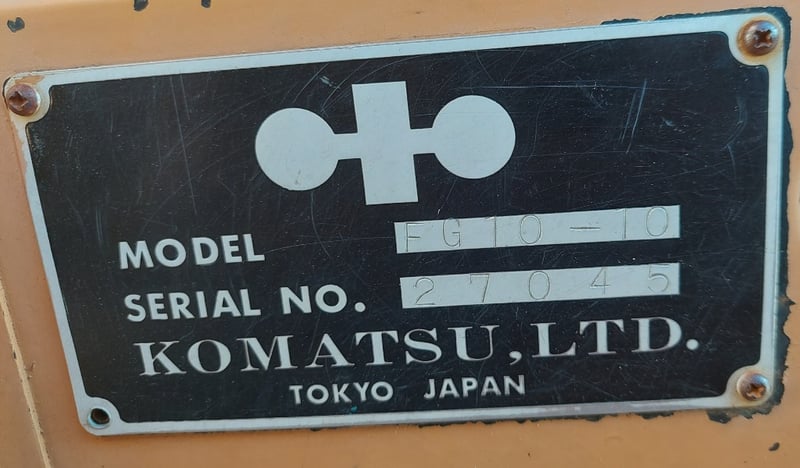 MODEL FG10-10
SERIAL NO. 27045
KOMATSU, LTD.
TOKYO JAPAN